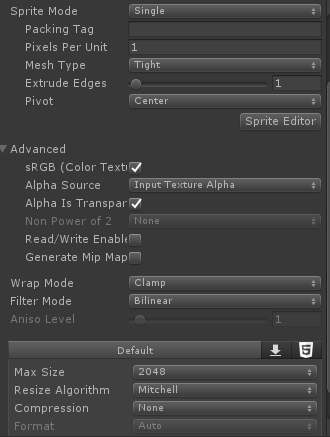 Sprite Mode Single
Packing Tag
Pixels Per Unit 1
Mesh Type Tight
Extrude Edges 1
Pivot Center
Sprite Editor
Advanced
sRGB (Color Textu
Alpha Source Input Texture Alpha
Alpha Is Transpar
Non Power of 2 None
Read/Write Enable
Generate Mip Map
Wrap Mode Clamp
Filter Mode Bilinear
Aniso Level 1
Default
Max Size 2048
Resize Algorithm Mitchell
Compression None
Format Auto